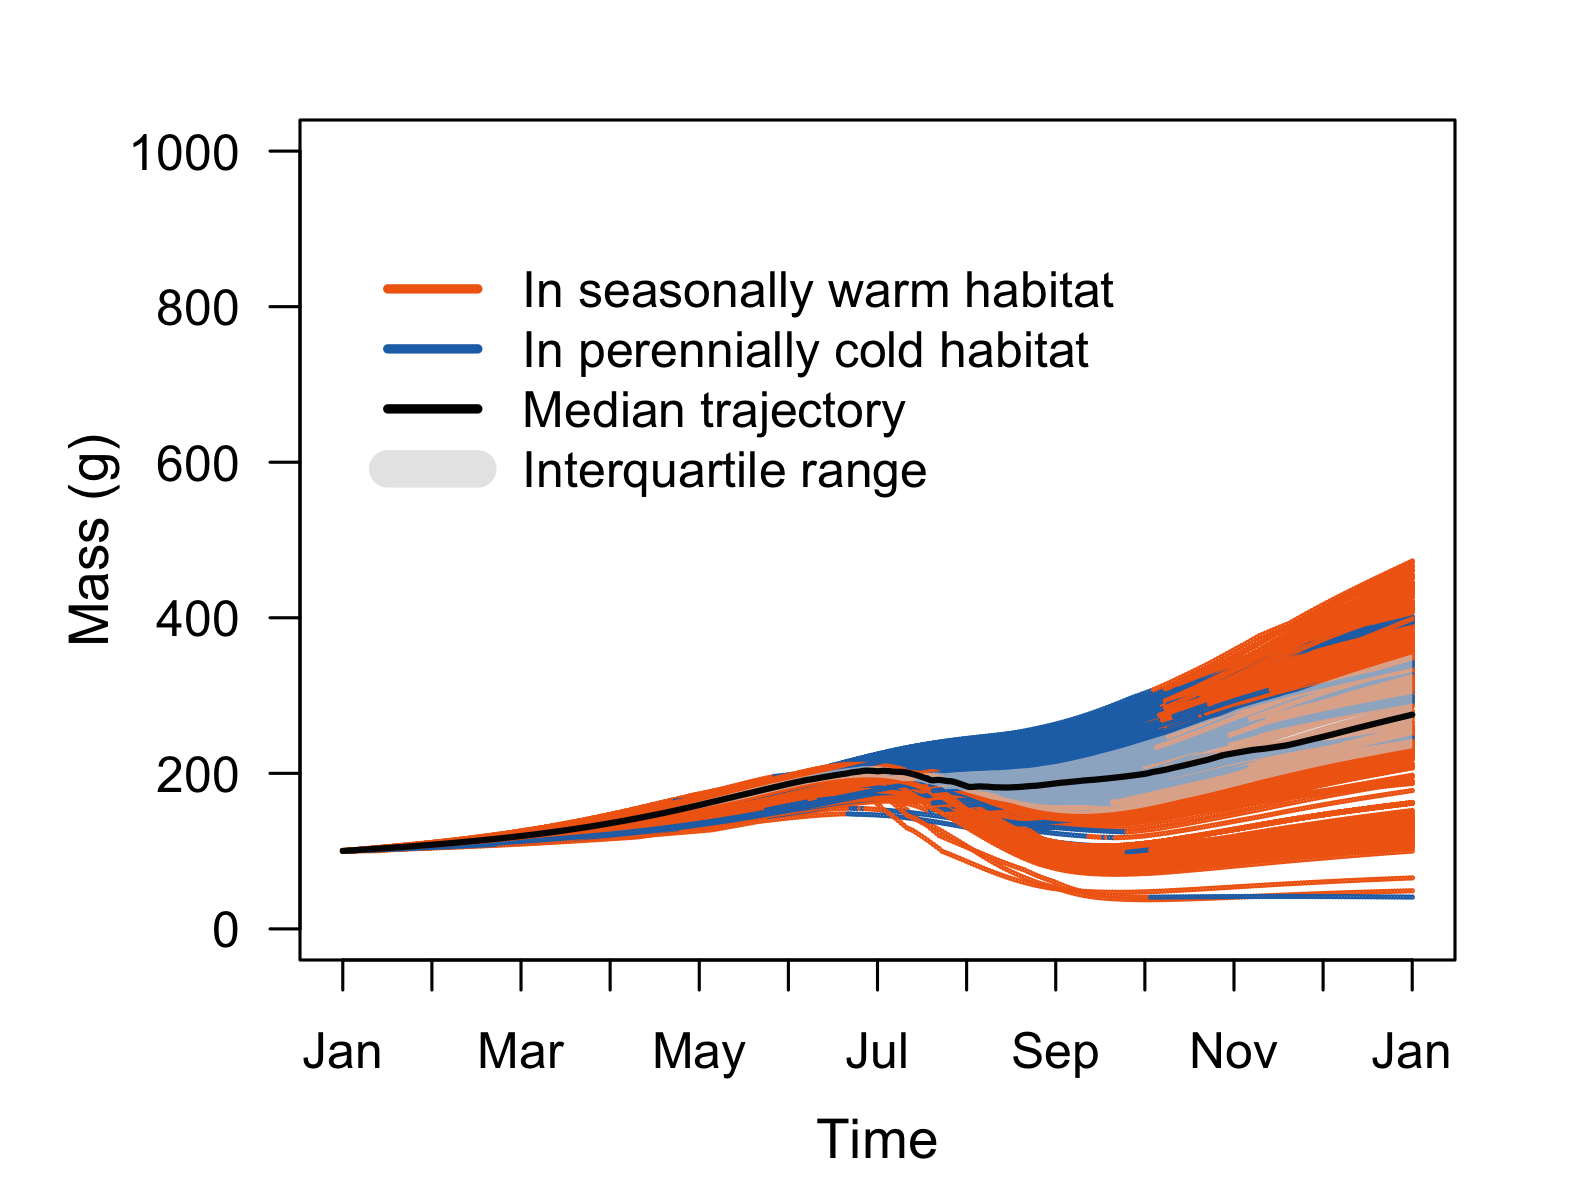 1000
800
600
400
200
0
Mass (g)
In seasonally warm habitat
In perennially cold habitat
Median trajectory
Interquartile range
Jan Mar May Jul Sep Nov Jan
Time